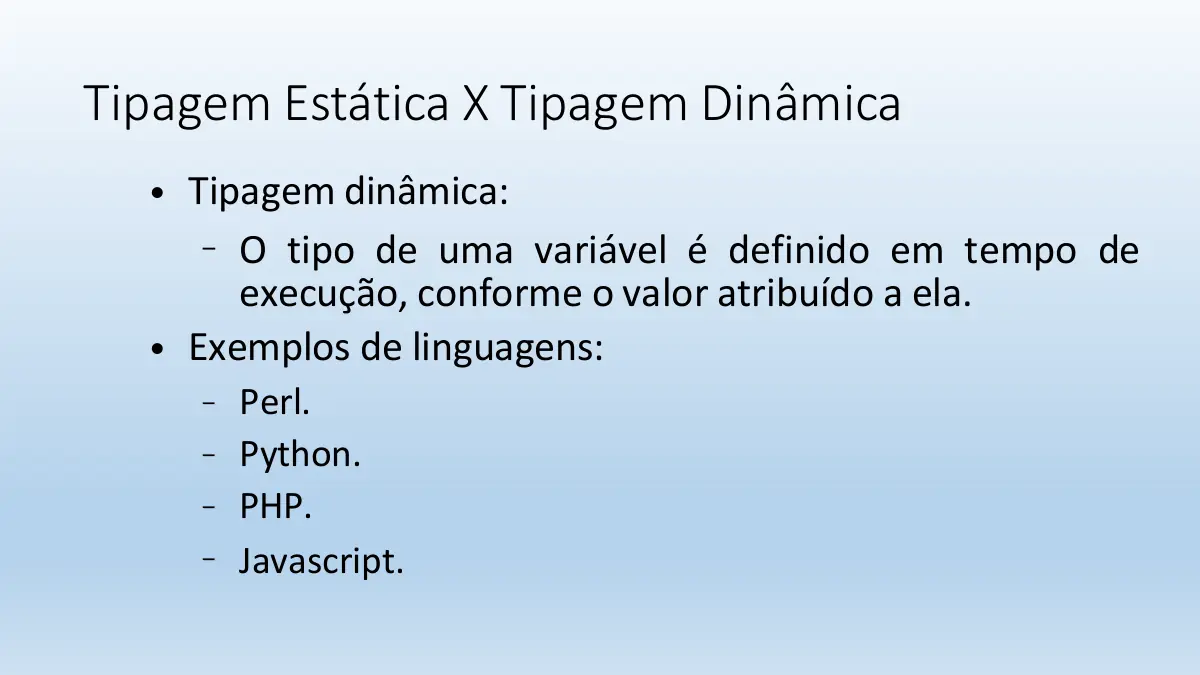 Tipagem Estática X Tipagem Dinâmica
• Tipagem dinâmica:
– O tipo de uma variável é definido em tempo de
execução, conforme o valor atribuído a ela.
• Exemplos de linguagens:
– Perl.
– Python.
– PHP.
– Javascript.